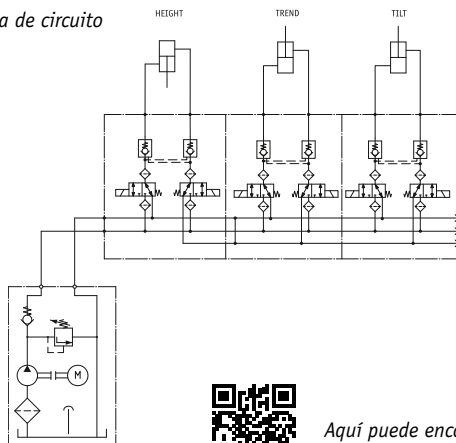 a de circuito
HEIGHT
TREND
TILT
M
Aquí puede enco